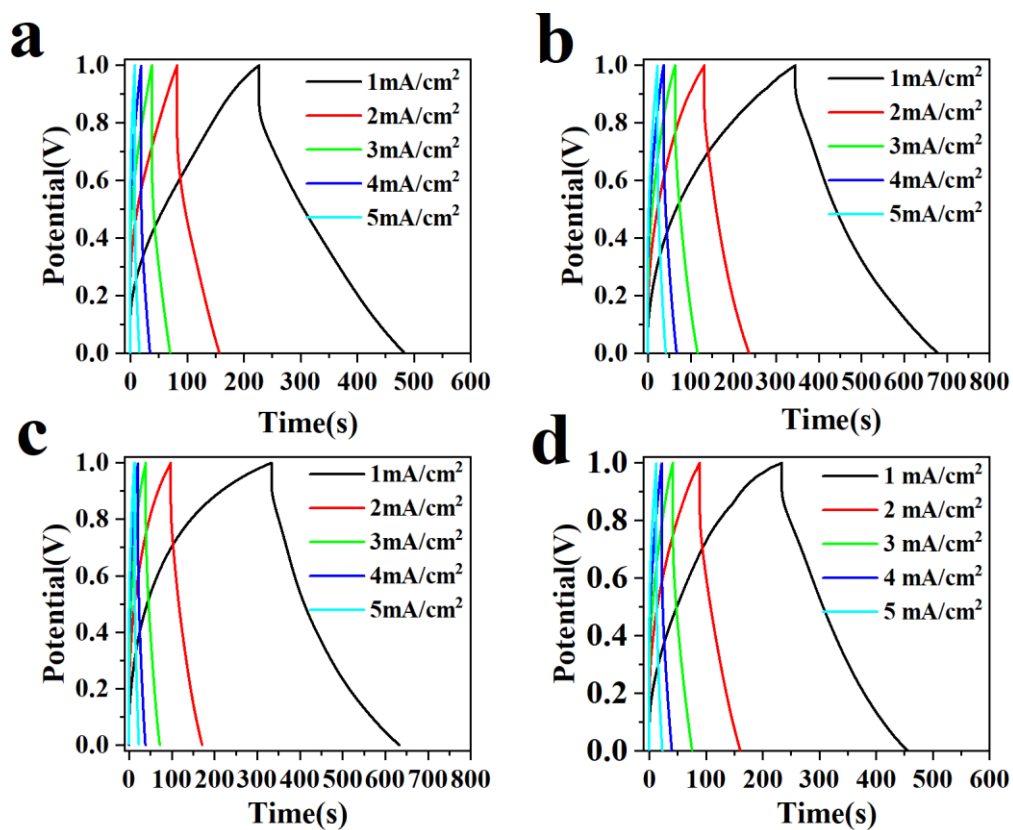 a
1.0
0.8
0.6
0.4
0.2
0.0
Potential(V)
1mA/cm²
2mA/cm²
3mA/cm²
4mA/cm²
5mA/cm²
0 100 200 300 400 500 600
Time(s)
b
1.0
0.8
0.6
0.4
0.2
0.0
Potential(V)
1mA/cm²
2mA/cm²
3mA/cm²
4mA/cm²
5mA/cm²
0 100 200 300 400 500 600 700 800
Time(s)
c
1.0
0.8
0.6
0.4
0.2
0.0
Potential(V)
1mA/cm²
2mA/cm²
3mA/cm²
4mA/cm²
5mA/cm²
0 100 200 300 400 500 600 700 800
Time(s)
d
1.0
0.8
0.6
0.4
0.2
0.0
Potential(V)
1 mA/cm²
2 mA/cm²
3 mA/cm²
4 mA/cm²
5 mA/cm²
0 100 200 300 400 500 600
Time(s)